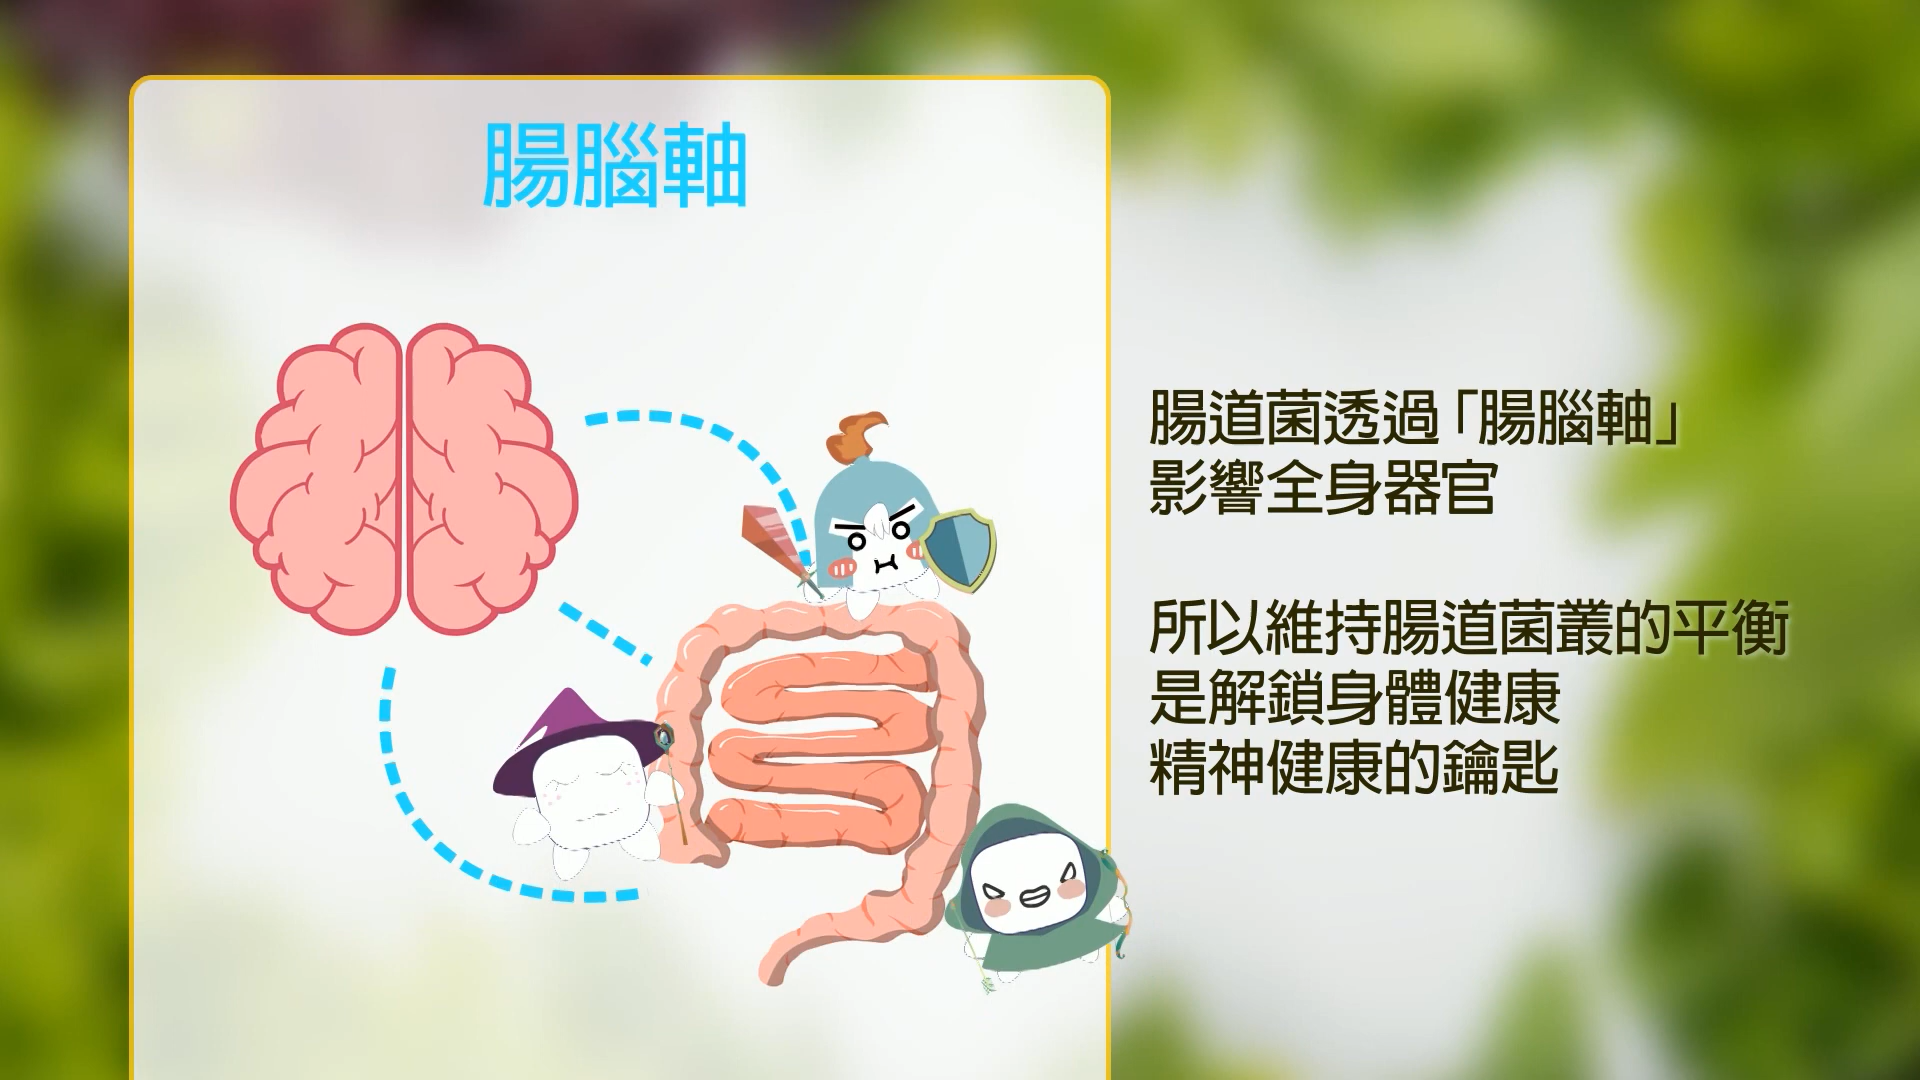 腸腦軸
腸道菌透過「腸腦軸」
影響全身器官
所以維持腸道菌叢的平衡
是解鎖身體健康
精神健康的鑰匙